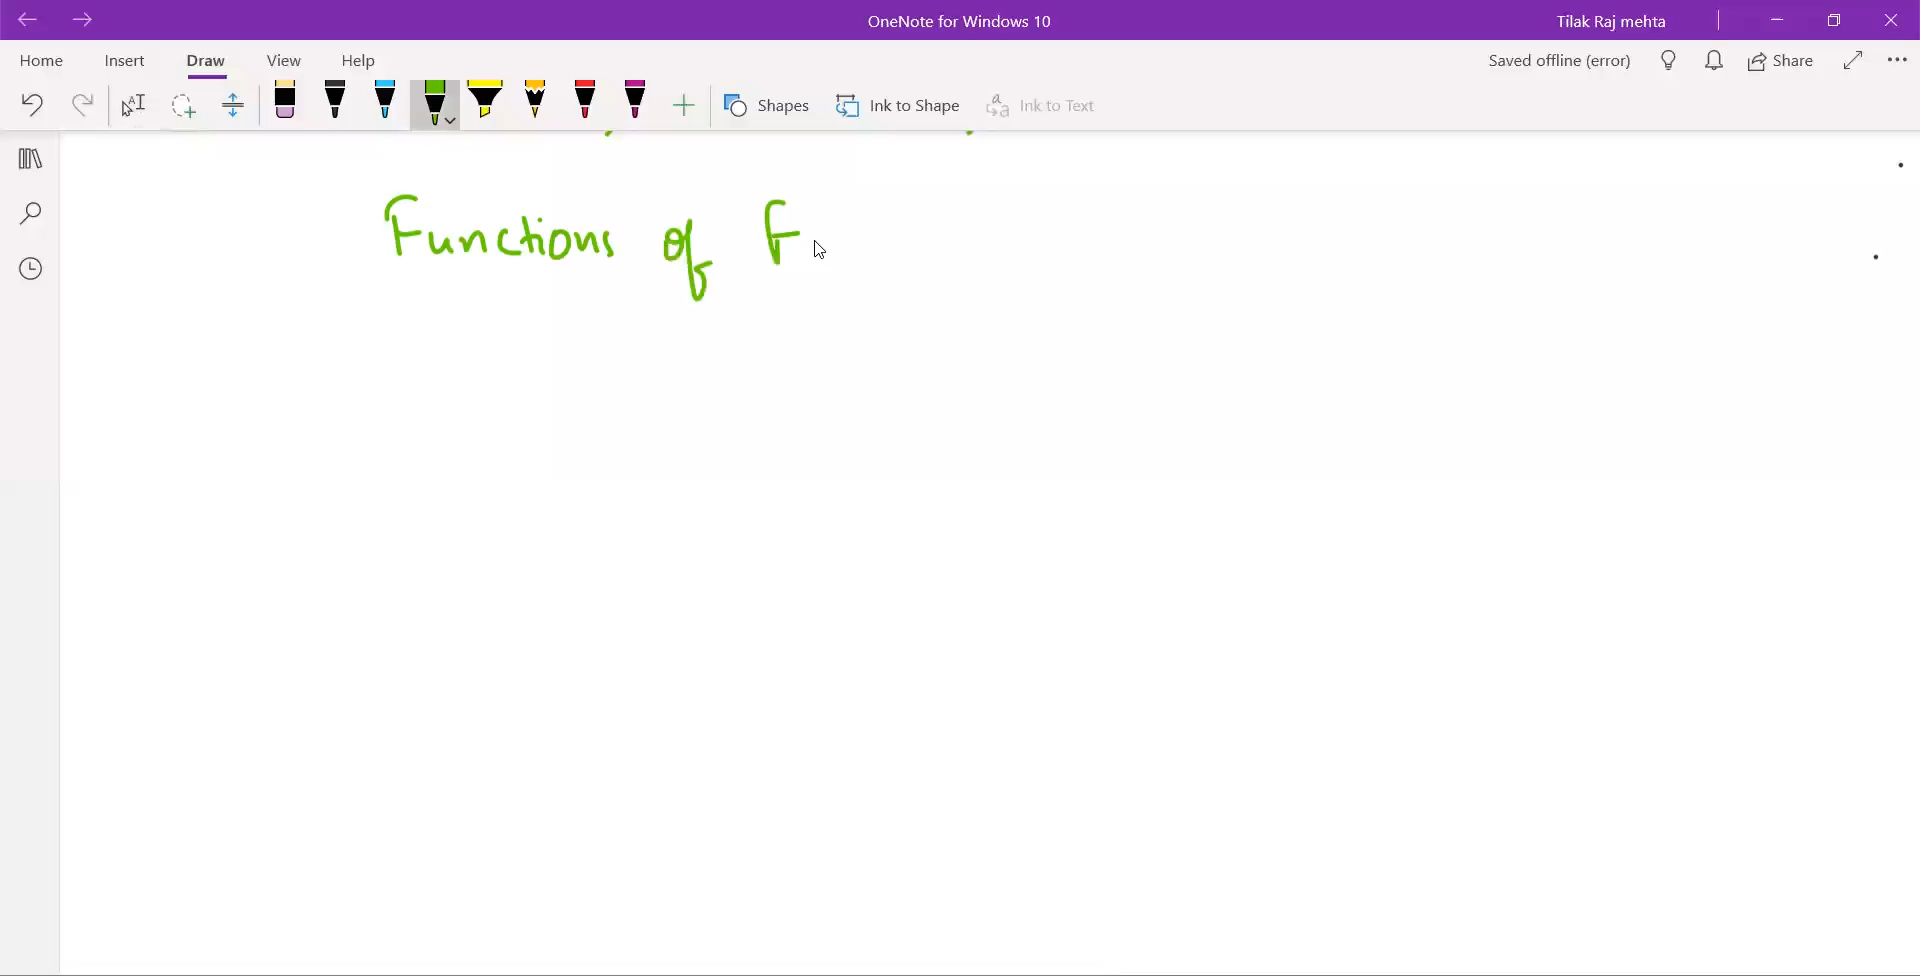 OneNote for Windows 10
Tilak Raj mehta
Home Insert Draw View Help
Saved offline (error) Share
Shapes Ink to Shape Ink to Text
Functions of F